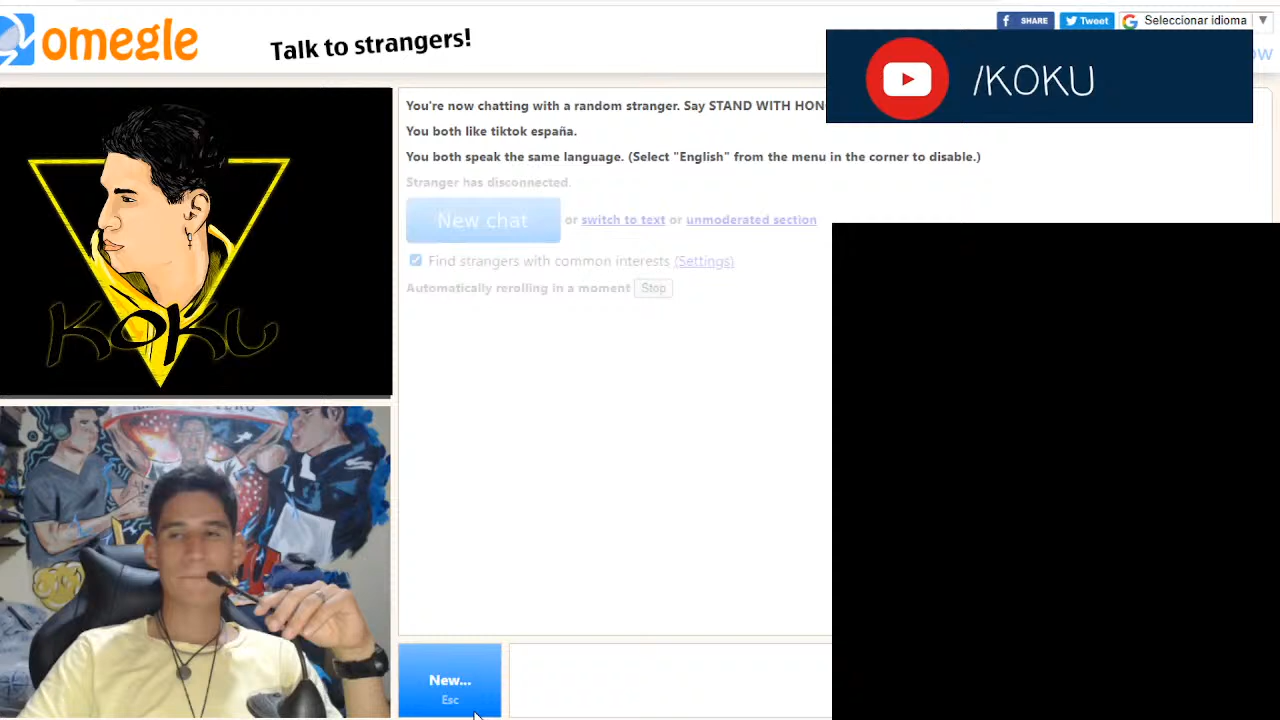 omegle
Talk to strangers!
SHARE
Tweet
Seleccionar idioma
/KOKU
You're now chatting with a random stranger. Say STAND WITH HON
You both like tiktok españa.
You both speak the same language. (Select "English" from the menu in the corner to disable.)
Stranger has disconnected.
New chat or switch to text or unmoderated section
Find strangers with common interests (Settings)
Automatically rerolling in a moment Stop
KOKU
New...
Esc